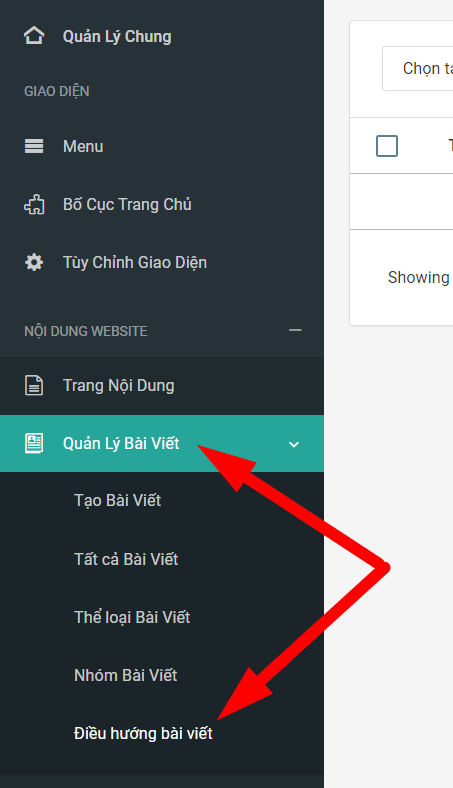 Quản Lý Chung
GIAO DIỆN
Menu
Bố Cục Trang Chủ
Tùy Chỉnh Giao Diện
NỘI DUNG WEBSITE
Trang Nội Dung
Quản Lý Bài Viết
Tạo Bài Viết
Tất cả Bài Viết
Thể loại Bài Viết
Nhóm Bài Viết
Điều hướng bài viết
Chọn
Showing